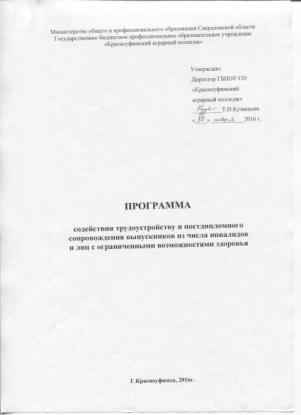 Министерство общего и профессионального образования Свердловской области
Государственное бюджетное профессиональное образовательное учреждение
«Красноуфимский аграрный колледж»
Утверждаю:
Директор ГБПОУ СО
«Красноуфимский
аграрный колледж»
Т.Н.Кузнецова
2016 г.
ПРОГРАММА
содействия трудоустройству и постдипломного
сопровождения выпускников из числа инвалидов
и лиц с ограниченными возможностями здоровья
Г.Красноуфимск, 2016г.